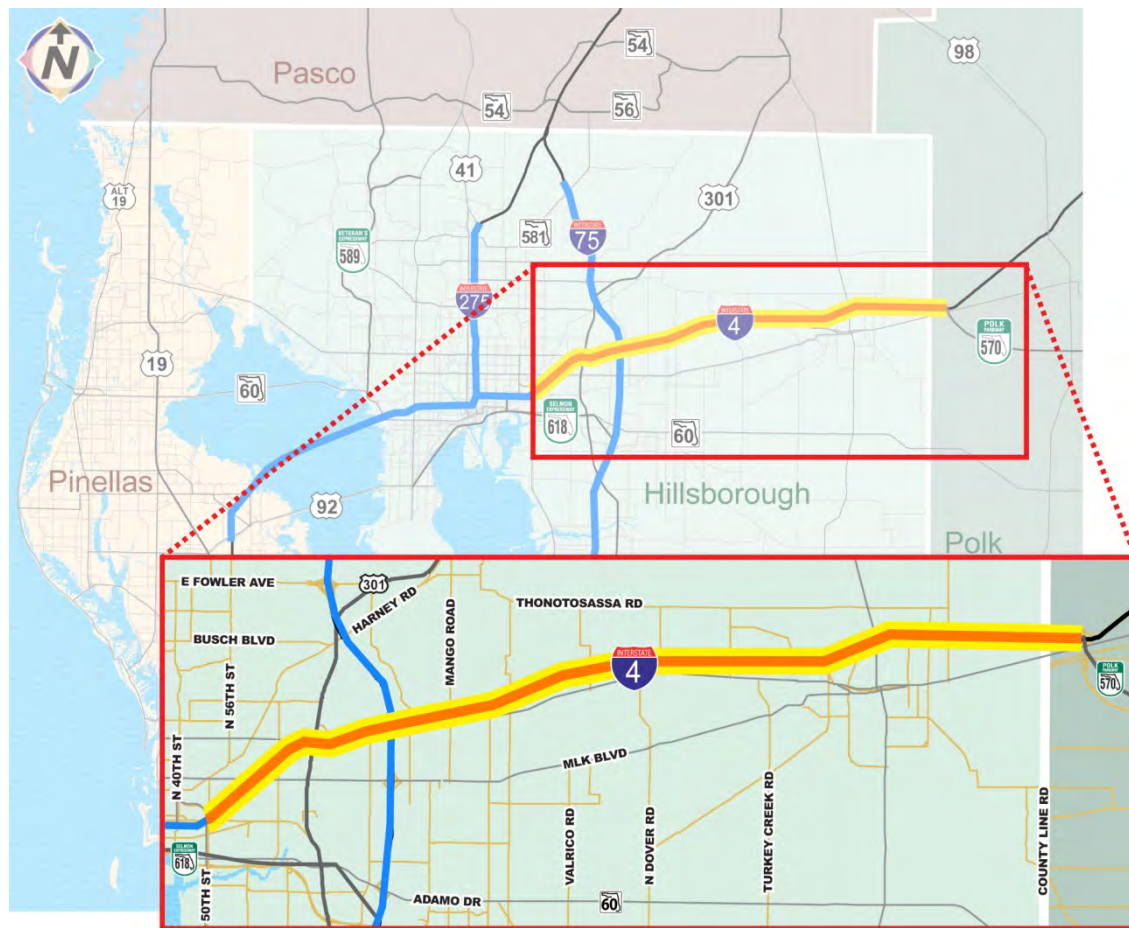 N
Pasco
54
98
54
56
41
ALT
19
301
VETERAN'S
EXPRESSWAY
589
581
INTERSTATE
75
INTERSTATE
275
INTERSTATE
4
19
POLK
PARKWAY
570
60
SELMON
EXPRESSWAY
618
60
Pinellas
92
Hillsborough
Polk
E FOWLER AVE
301
HARNEY RD
MANGO ROAD
THONOTOSASSA RD
BUSCH BLVD
N 56TH ST
INTERSTATE
4
POLK
PARKWAY
570
N 40TH ST
MLK BLVD
SELMON
EXPRESSWAY
618
50TH ST
ADAMO DR
VALRICO RD
60
N DOVER RD
TURKEY CREEK RD
COUNTY LINE RD